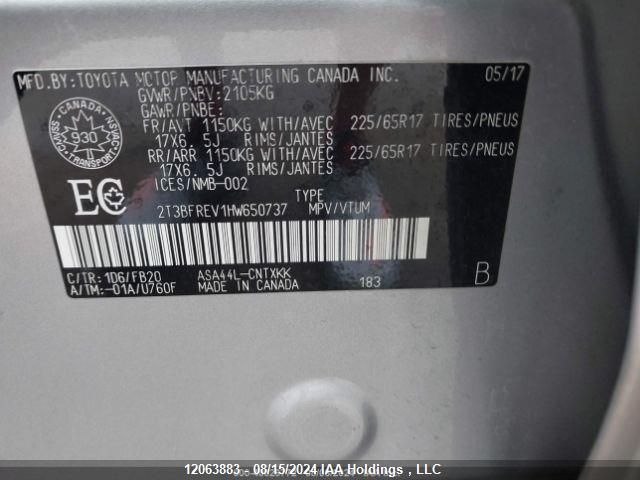 MFD.BY:TOYOTA MOTOR MANUFACTURING CANADA INC. 05/17
GVWR/PNBV:2105KG
GAWR/PNBE:
FR/AVT 1150KG WITH/AVEC 225/65R17 TIRES/PNEUS
17X6.5J RIMS/JANTES
RR/ARR 1150KG WITH/AVEC 225/65R17 TIRES/PNEUS
17X6.5J RIMS/JANTES
ICES/NMB-002
CANADA
930
TRANSPORT
EC
TYPE
2T3BFREV1HW650737 MPV/VTUM
C/TR:1D6/FB20 ASA44L-CNTXKK B
A/TM:-01A/U760F MADE IN CANADA 183
12063883 - 08/15/2024 IAA Holdings , LLC